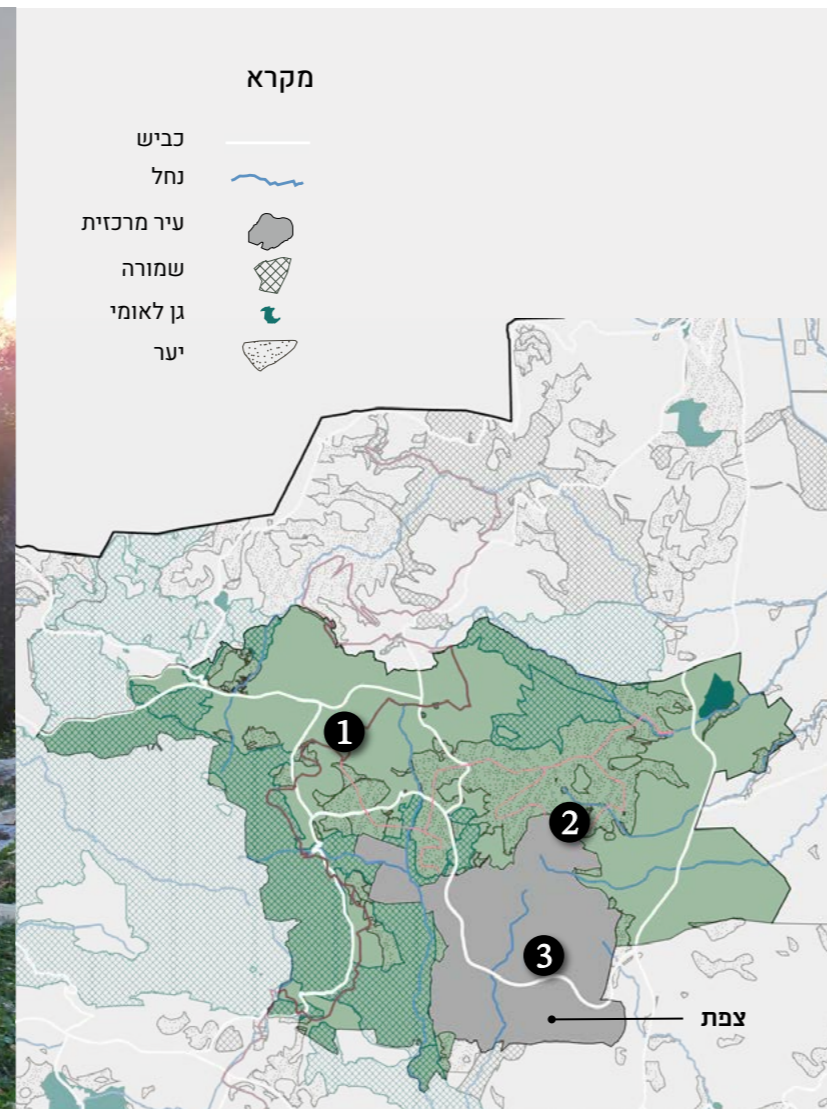 מקרא
כביש
נחל
עיר מרכזית
שמורה
גן לאומי
יער
1
2
3
צפת